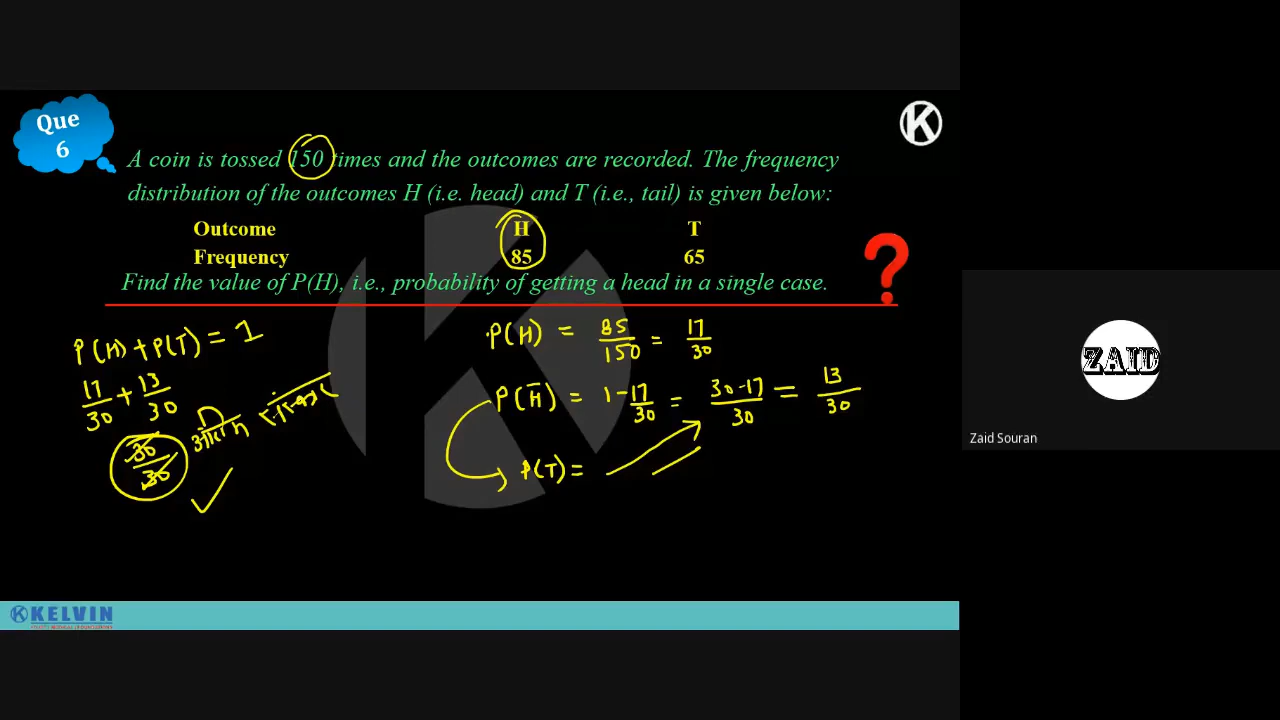 Que
6
A coin is tossed 150 times and the outcomes are recorded. The frequency
distribution of the outcomes H (i.e. head) and T (i.e., tail) is given below:
Outcome H T
Frequency 85 65
Find the value of P(H), i.e., probability of getting a head in a single case.
P(H) + P(T) = 1
17/30 + 13/30
30/30
P(H) = 85/150 = 17/30
P(H̅) = 1 - 17/30 = 30-17/30 = 13/30
P(T) =
K
KELVIN
ZAID
Zaid Souran